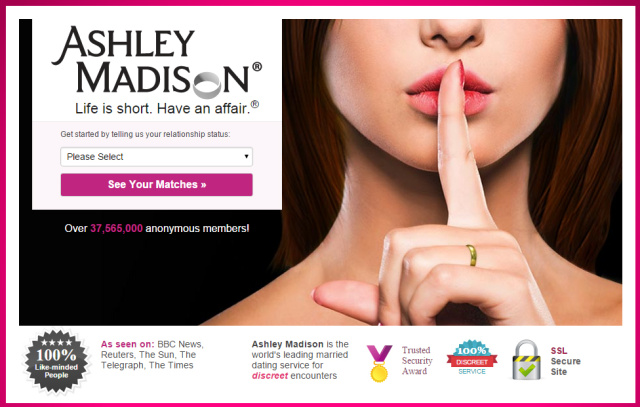 ASHLEY
MADISON®
Life is short. Have an affair.®
Get started by telling us your relationship status:
Please Select
See Your Matches »
Over 37,565,000 anonymous members!
★★★★
100%
Like-minded
People
As seen on: BBC News,
Reuters, The Sun, The
Telegraph, The Times
Ashley Madison is the
world's leading married
dating service for
discreet encounters
Trusted
Security
Award
100%
DISCREET
SERVICE
SSL
Secure
Site